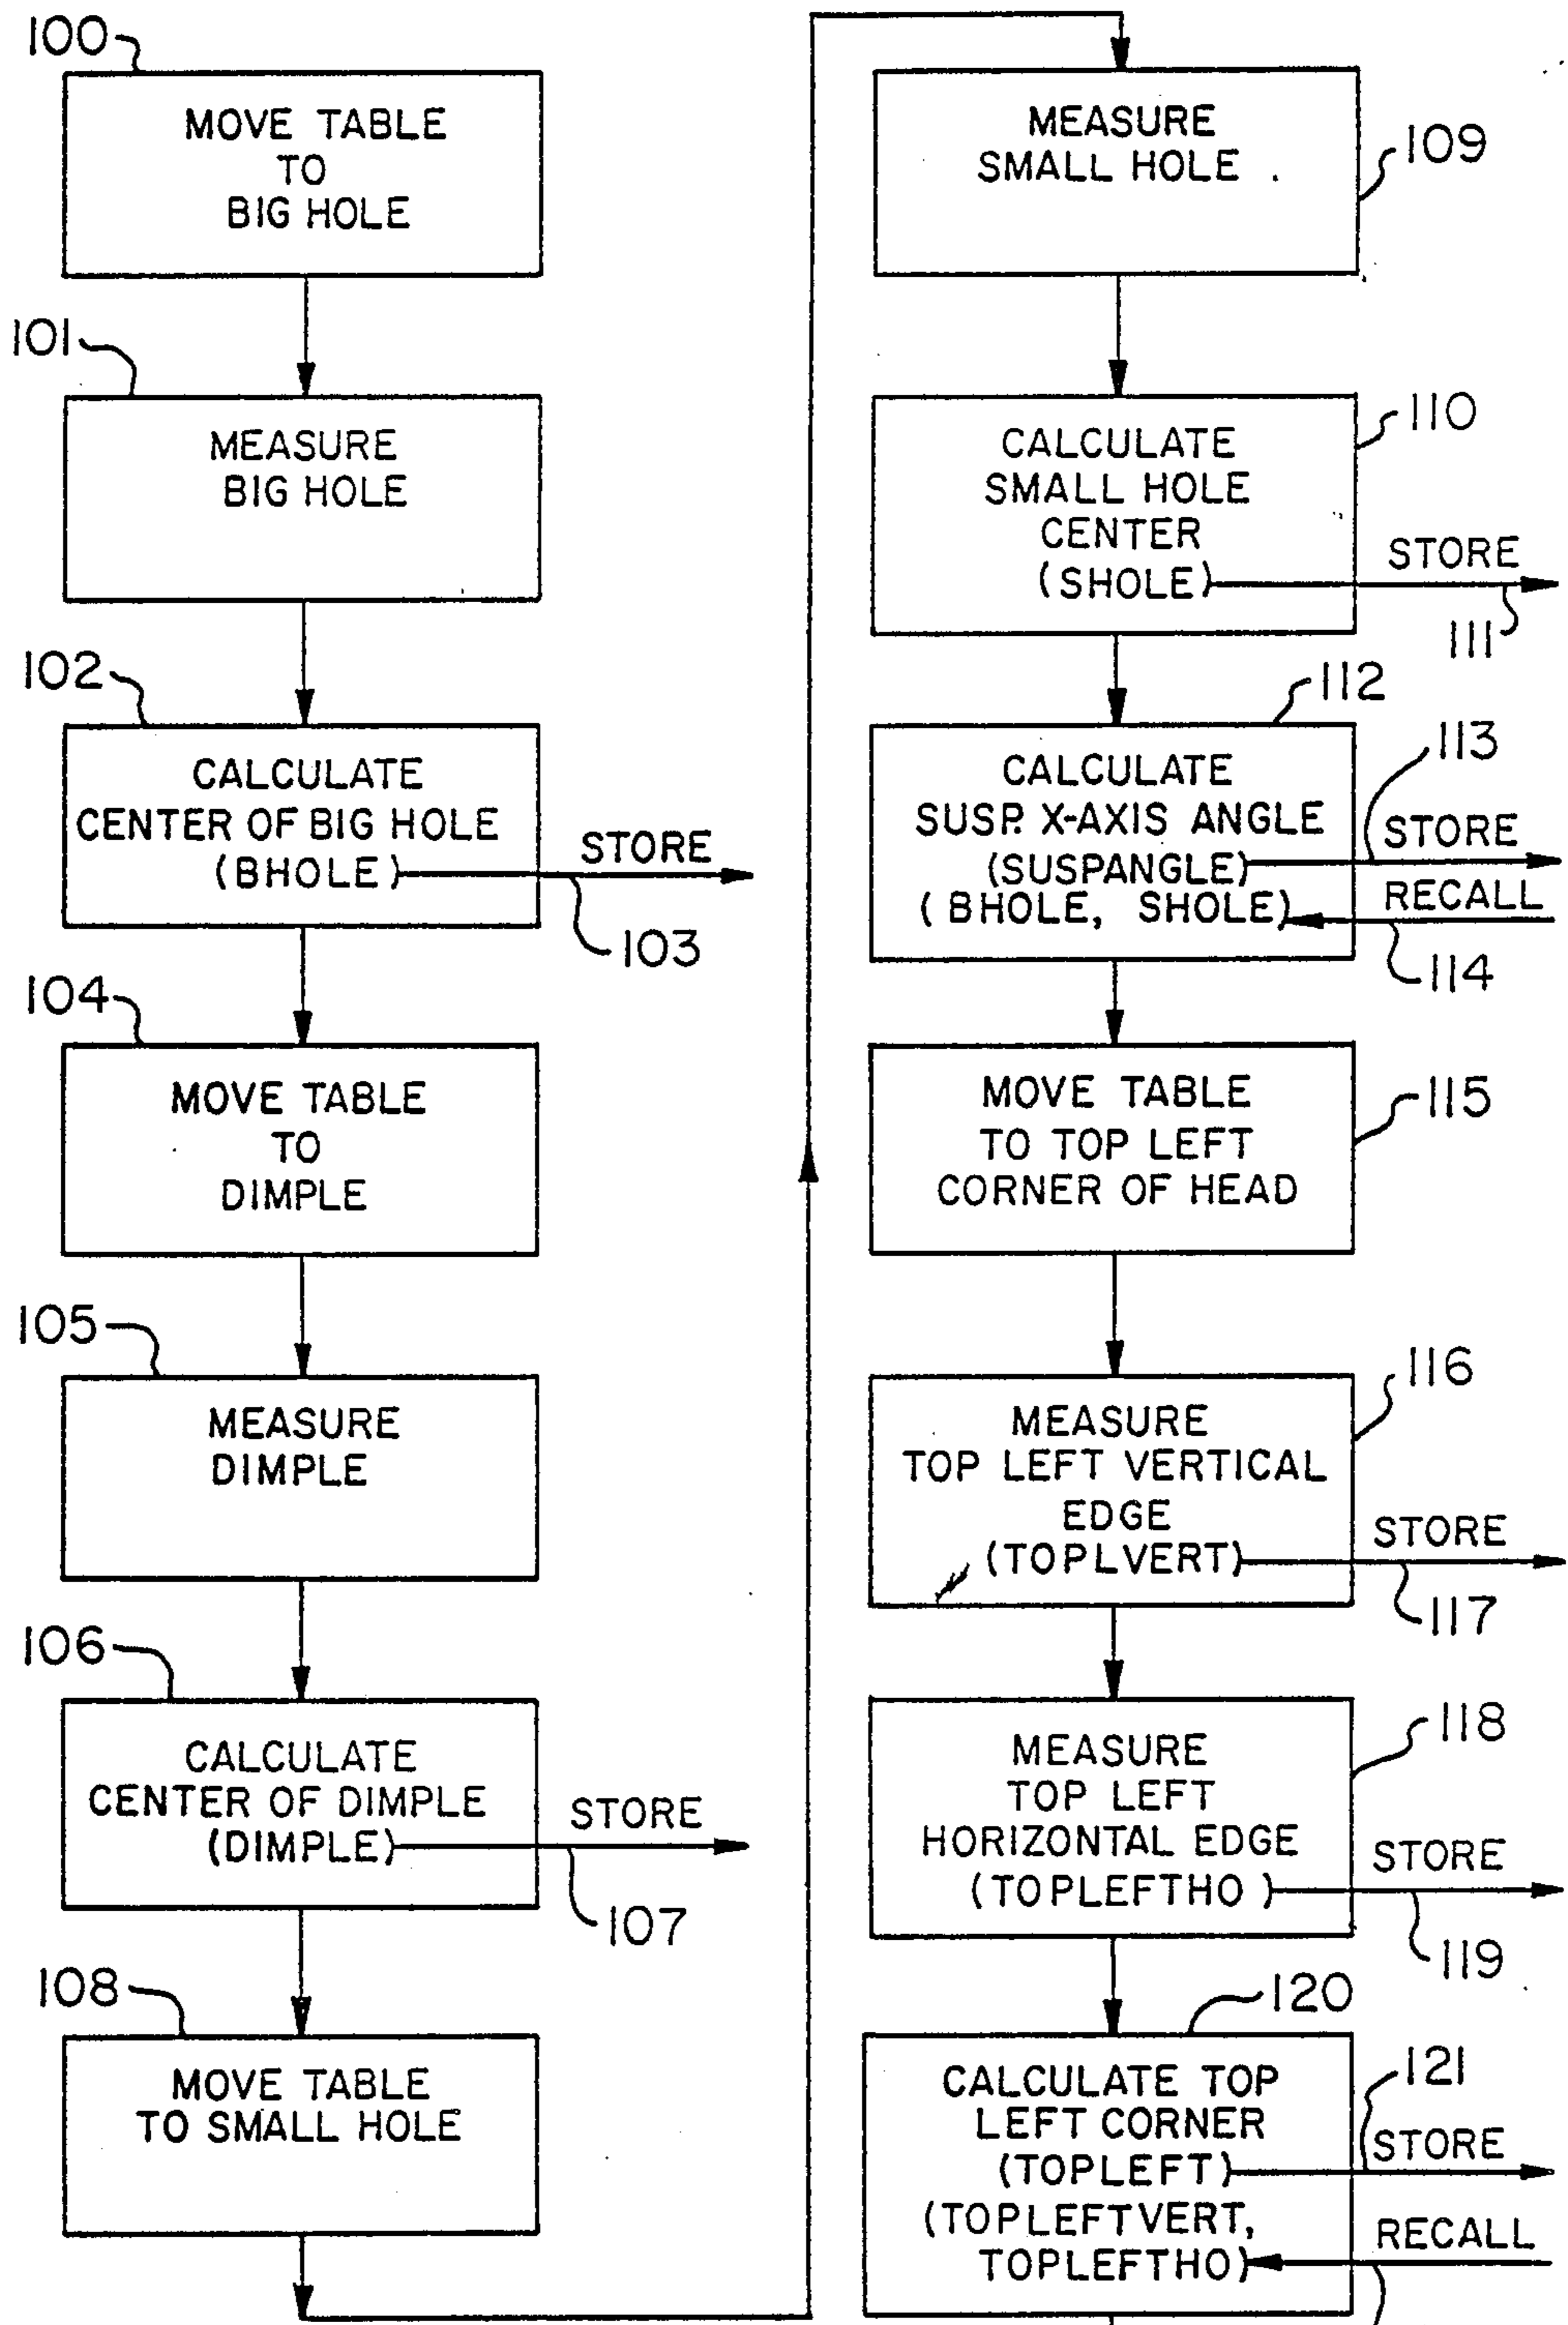 100
MOVE TABLE
TO
BIG HOLE
101
MEASURE
BIG HOLE
102
CALCULATE
CENTER OF BIG HOLE
(BHOLE)
STORE
103
104
MOVE TABLE
TO
DIMPLE
105
MEASURE
DIMPLE
106
CALCULATE
CENTER OF DIMPLE
(DIMPLE)
STORE
107
108
MOVE TABLE
TO SMALL HOLE
MEASURE
SMALL HOLE
109
110
CALCULATE
SMALL HOLE
CENTER
(SHOLE)
STORE
111
112
CALCULATE
SUSP. X-AXIS ANGLE
(SUSPANGLE)
(BHOLE, SHOLE)
113
STORE
RECALL
114
MOVE TABLE
TO TOP LEFT
CORNER OF HEAD
115
116
MEASURE
TOP LEFT VERTICAL
EDGE
(TOPLVERT)
STORE
117
118
MEASURE
TOP LEFT
HORIZONTAL EDGE
(TOPLEFTHO)
STORE
119
120
CALCULATE TOP
LEFT CORNER
(TOPLEFT)
(TOPLEFTVERT,
TOPLEFTHO)
121
STORE
RECALL